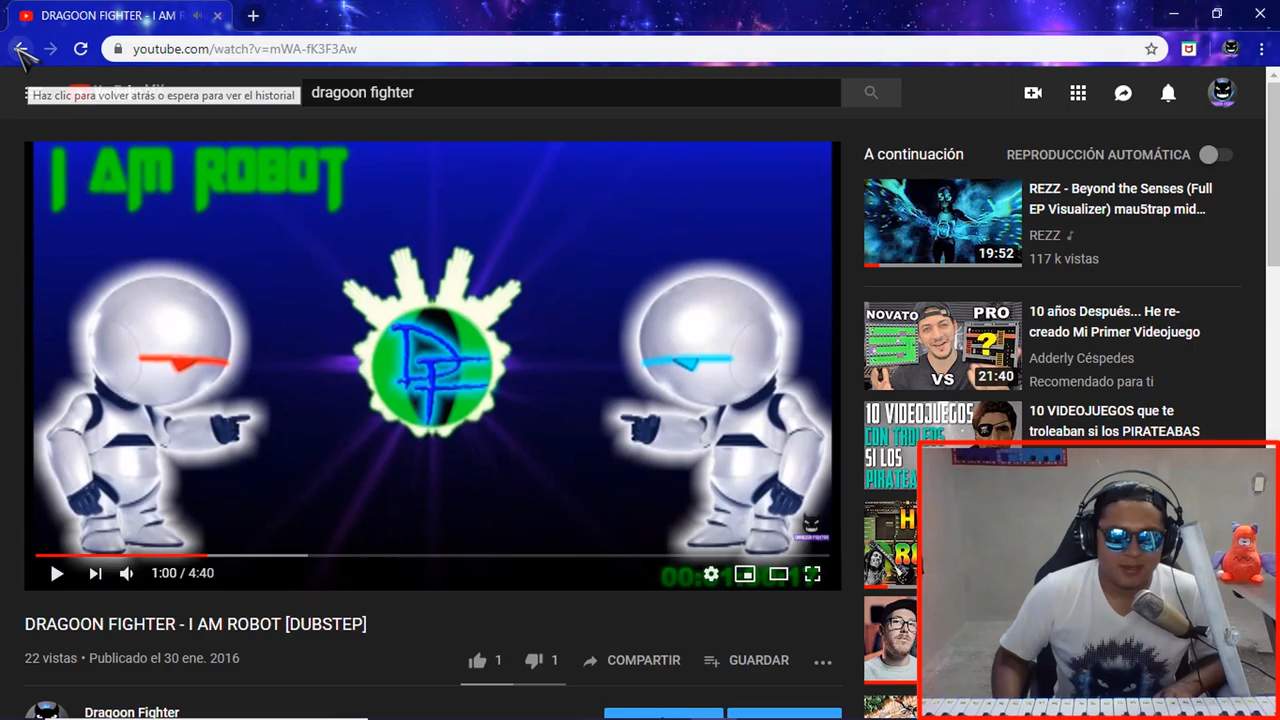 DRAGOON FIGHTER - I AM R
youtube.com/watch?v=mWA-fK3F3Aw
Haz clic para volver atrás o espera para ver el historial
dragoon fighter
I AM ROBOT
DF
DRAGOON FIGHTER
1:00 / 4:40
DRAGOON FIGHTER - I AM ROBOT [DUBSTEP]
22 vistas • Publicado el 30 ene. 2016
1
1
COMPARTIR
GUARDAR
Dragoon Fighter
A continuación
REPRODUCCIÓN AUTOMÁTICA
19:52
REZZ - Beyond the Senses (Full
EP Visualizer) mau5trap mid...
REZZ
117 k vistas
NOVATO
PRO
VS
21:40
10 años Después... He re-
creado Mi Primer Videojuego
Adderly Céspedes
Recomendado para ti
10 VIDEOJUEGOS
CON TROLEOS
SI LOS
10 VIDEOJUEGOS que te
troleaban si los PIRATEABAS